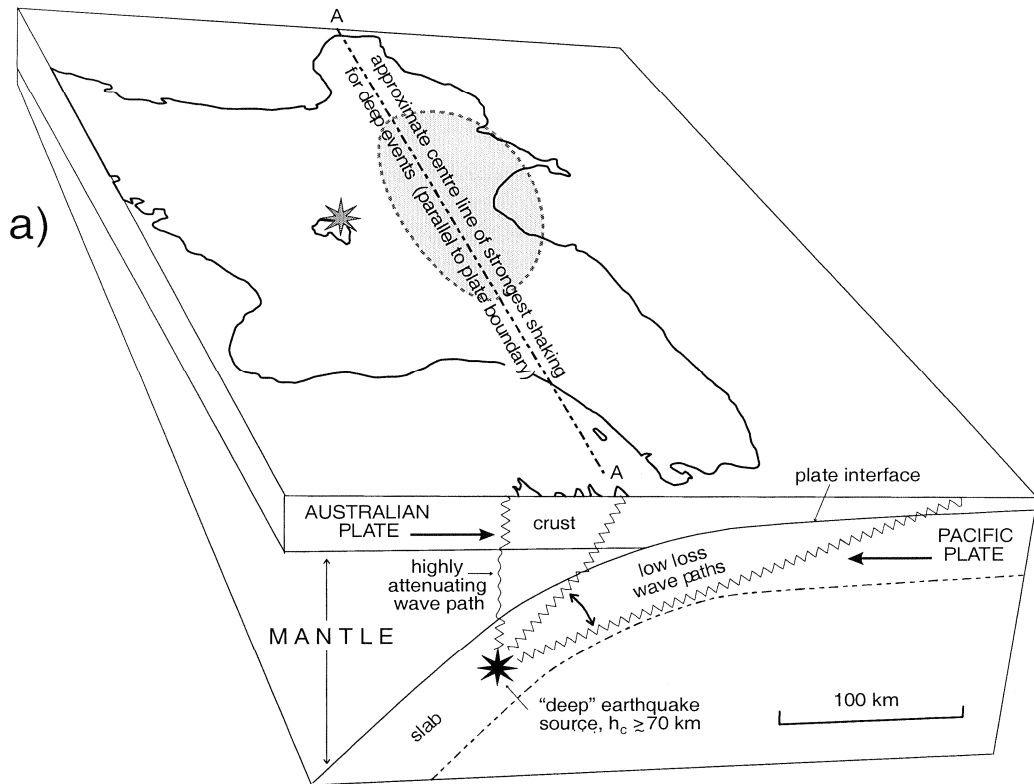 a)
A
approximate centre line of strongest shaking
for deep events (parallel to plate boundary)
A
plate interface
AUSTRALIAN
PLATE
crust
PACIFIC
PLATE
highly
attenuating
wave path
low loss
wave paths
MANTLE
"deep" earthquake
source, h꜀ ≳ 70 km
100 km
slab